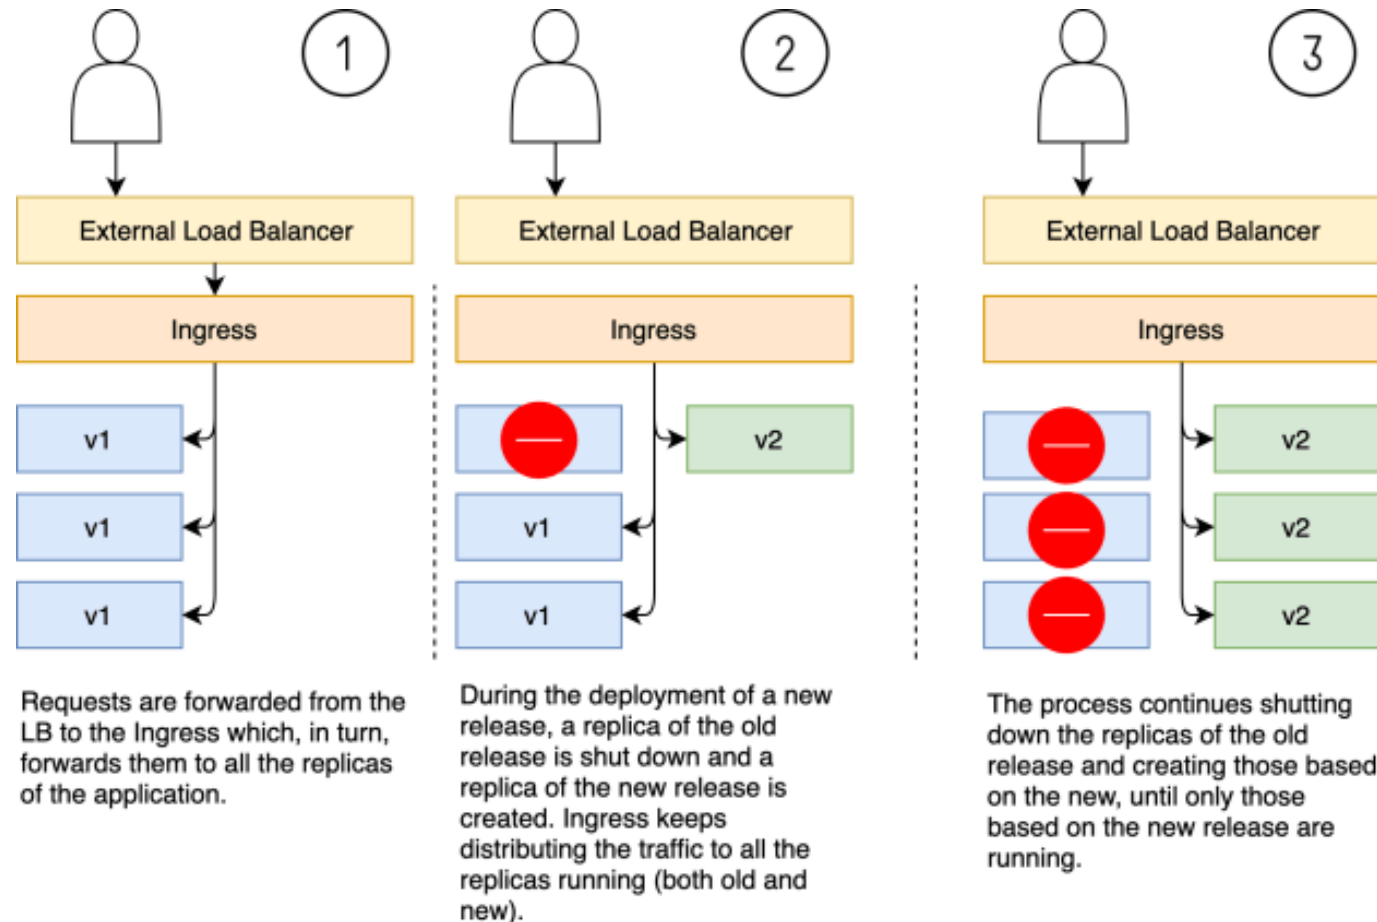 1
External Load Balancer
Ingress
v1
v1
v1
Requests are forwarded from the
LB to the Ingress which, in turn,
forwards them to all the replicas
of the application.
2
External Load Balancer
Ingress
v2
v1
v1
During the deployment of a new
release, a replica of the old
release is shut down and a
replica of the new release is
created. Ingress keeps
distributing the traffic to all the
replicas running (both old and
new).
3
External Load Balancer
Ingress
v2
v2
v2
The process continues shutting
down the replicas of the old
release and creating those based
on the new, until only those
based on the new release are
running.